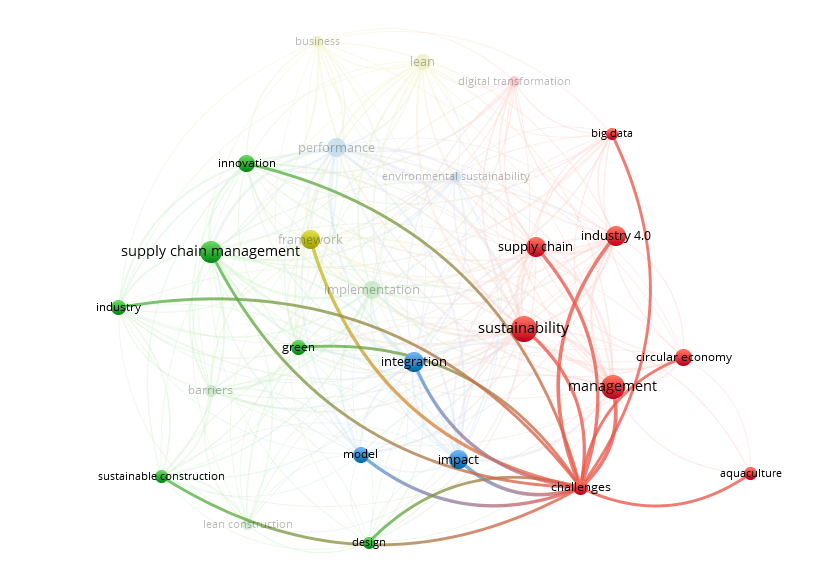 business
lean
digital transformation
big data
performance
innovation
environmental sustainability
framework
industry 4.0
supply chain
supply chain management
implementation
industry
sustainability
green
integration
circular economy
management
barriers
model
impact
aquaculture
sustainable construction
challenges
lean construction
design